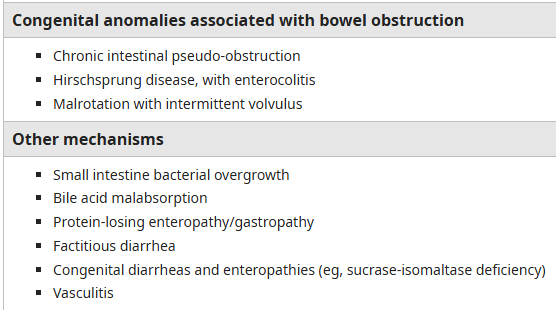 Congenital anomalies associated with bowel obstruction
▪ Chronic intestinal pseudo-obstruction
▪ Hirschsprung disease, with enterocolitis
▪ Malrotation with intermittent volvulus
Other mechanisms
▪ Small intestine bacterial overgrowth
▪ Bile acid malabsorption
▪ Protein-losing enteropathy/gastropathy
▪ Factitious diarrhea
▪ Congenital diarrheas and enteropathies (eg, sucrase-isomaltase deficiency)
▪ Vasculitis